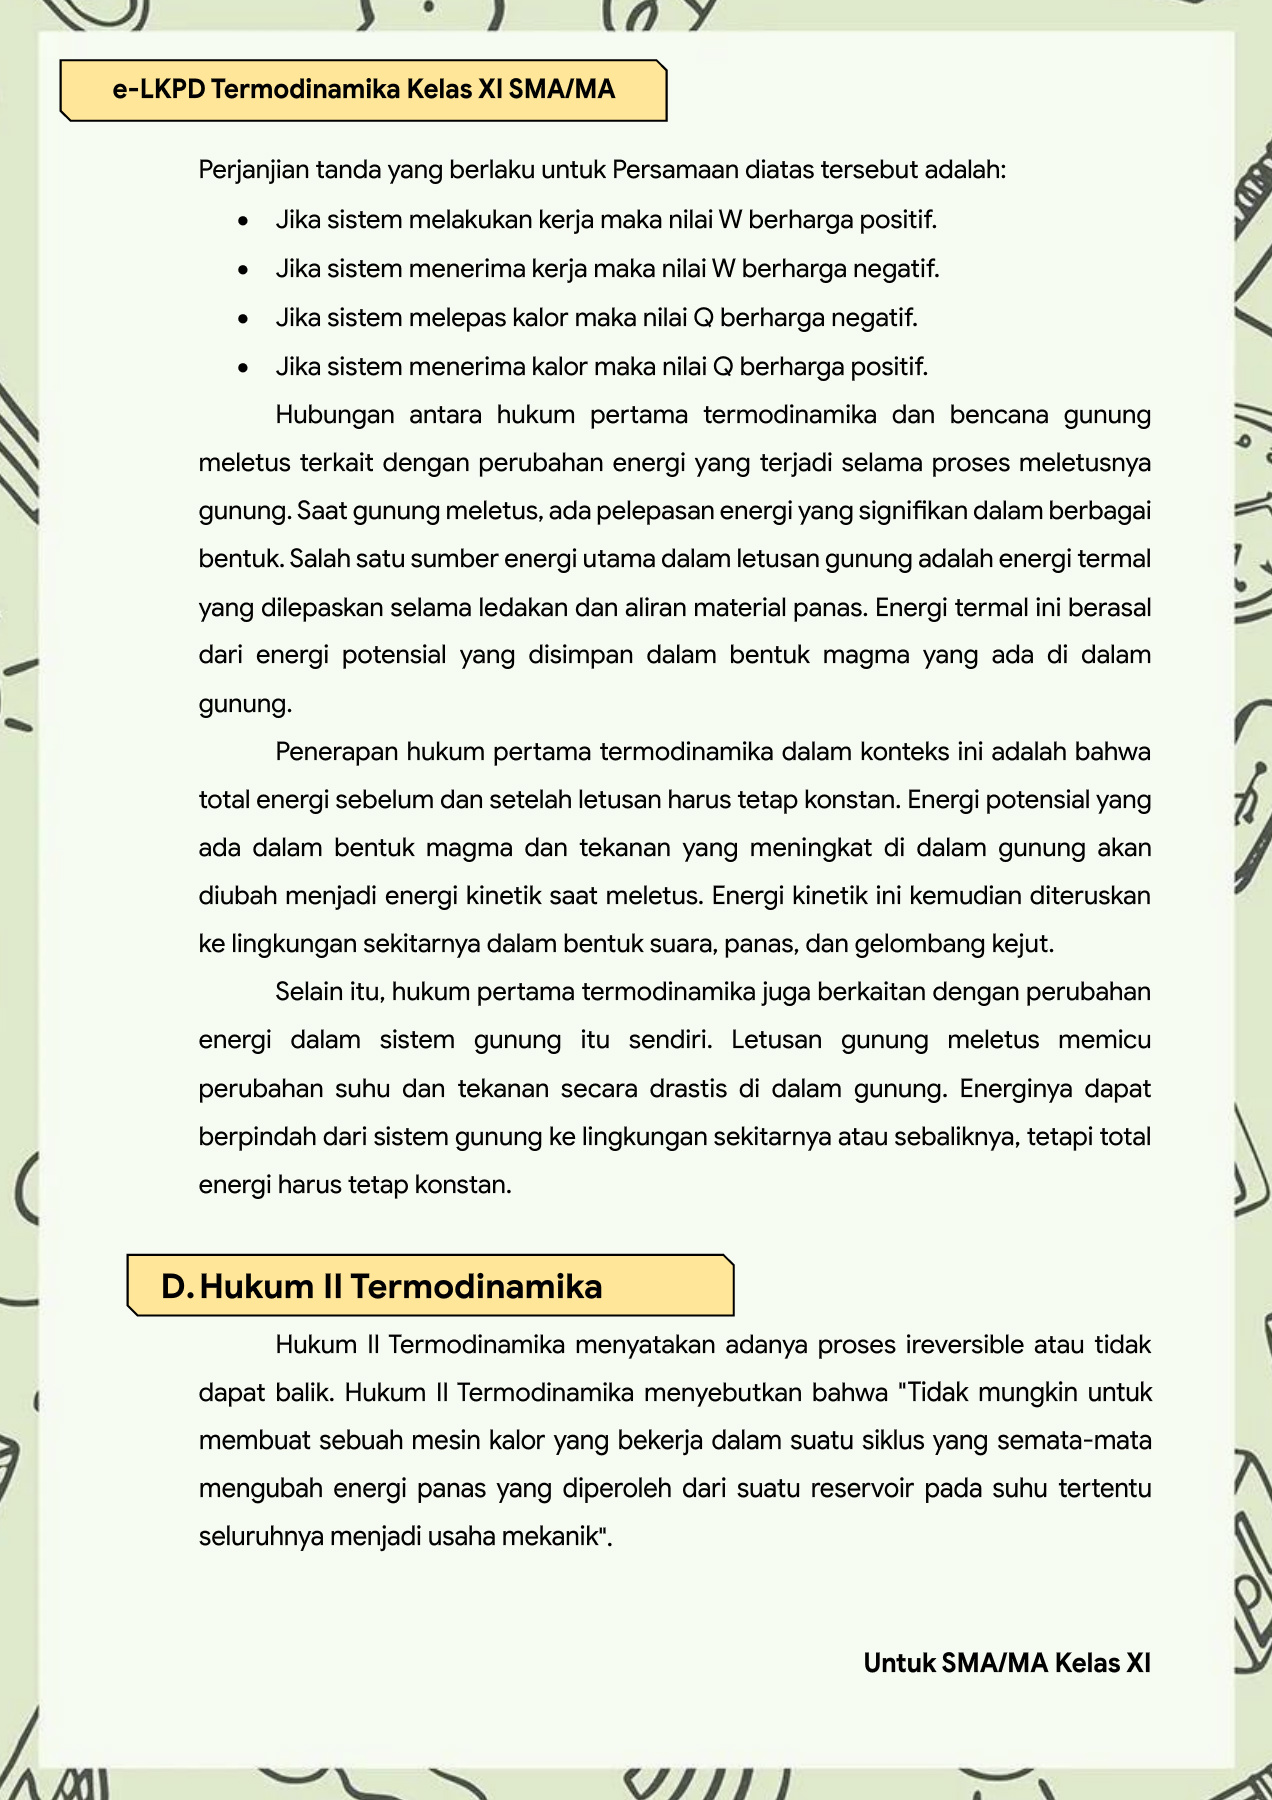 e-LKPD Termodinamika Kelas XI SMA/MA
Perjanjian tanda yang berlaku untuk Persamaan diatas tersebut adalah:
• Jika sistem melakukan kerja maka nilai W berharga positif.
• Jika sistem menerima kerja maka nilai W berharga negatif.
• Jika sistem melepas kalor maka nilai Q berharga negatif.
• Jika sistem menerima kalor maka nilai Q berharga positif.
Hubungan antara hukum pertama termodinamika dan bencana gunung
meletus terkait dengan perubahan energi yang terjadi selama proses meletusnya
gunung. Saat gunung meletus, ada pelepasan energi yang signifikan dalam berbagai
bentuk. Salah satu sumber energi utama dalam letusan gunung adalah energi termal
yang dilepaskan selama ledakan dan aliran material panas. Energi termal ini berasal
dari energi potensial yang disimpan dalam bentuk magma yang ada di dalam
gunung.
Penerapan hukum pertama termodinamika dalam konteks ini adalah bahwa
total energi sebelum dan setelah letusan harus tetap konstan. Energi potensial yang
ada dalam bentuk magma dan tekanan yang meningkat di dalam gunung akan
diubah menjadi energi kinetik saat meletus. Energi kinetik ini kemudian diteruskan
ke lingkungan sekitarnya dalam bentuk suara, panas, dan gelombang kejut.
Selain itu, hukum pertama termodinamika juga berkaitan dengan perubahan
energi dalam sistem gunung itu sendiri. Letusan gunung meletus memicu
perubahan suhu dan tekanan secara drastis di dalam gunung. Energinya dapat
berpindah dari sistem gunung ke lingkungan sekitarnya atau sebaliknya, tetapi total
energi harus tetap konstan.
D. Hukum II Termodinamika
Hukum II Termodinamika menyatakan adanya proses ireversible atau tidak
dapat balik. Hukum II Termodinamika menyebutkan bahwa "Tidak mungkin untuk
membuat sebuah mesin kalor yang bekerja dalam suatu siklus yang semata-mata
mengubah energi panas yang diperoleh dari suatu reservoir pada suhu tertentu
seluruhnya menjadi usaha mekanik".
Untuk SMA/MA Kelas XI